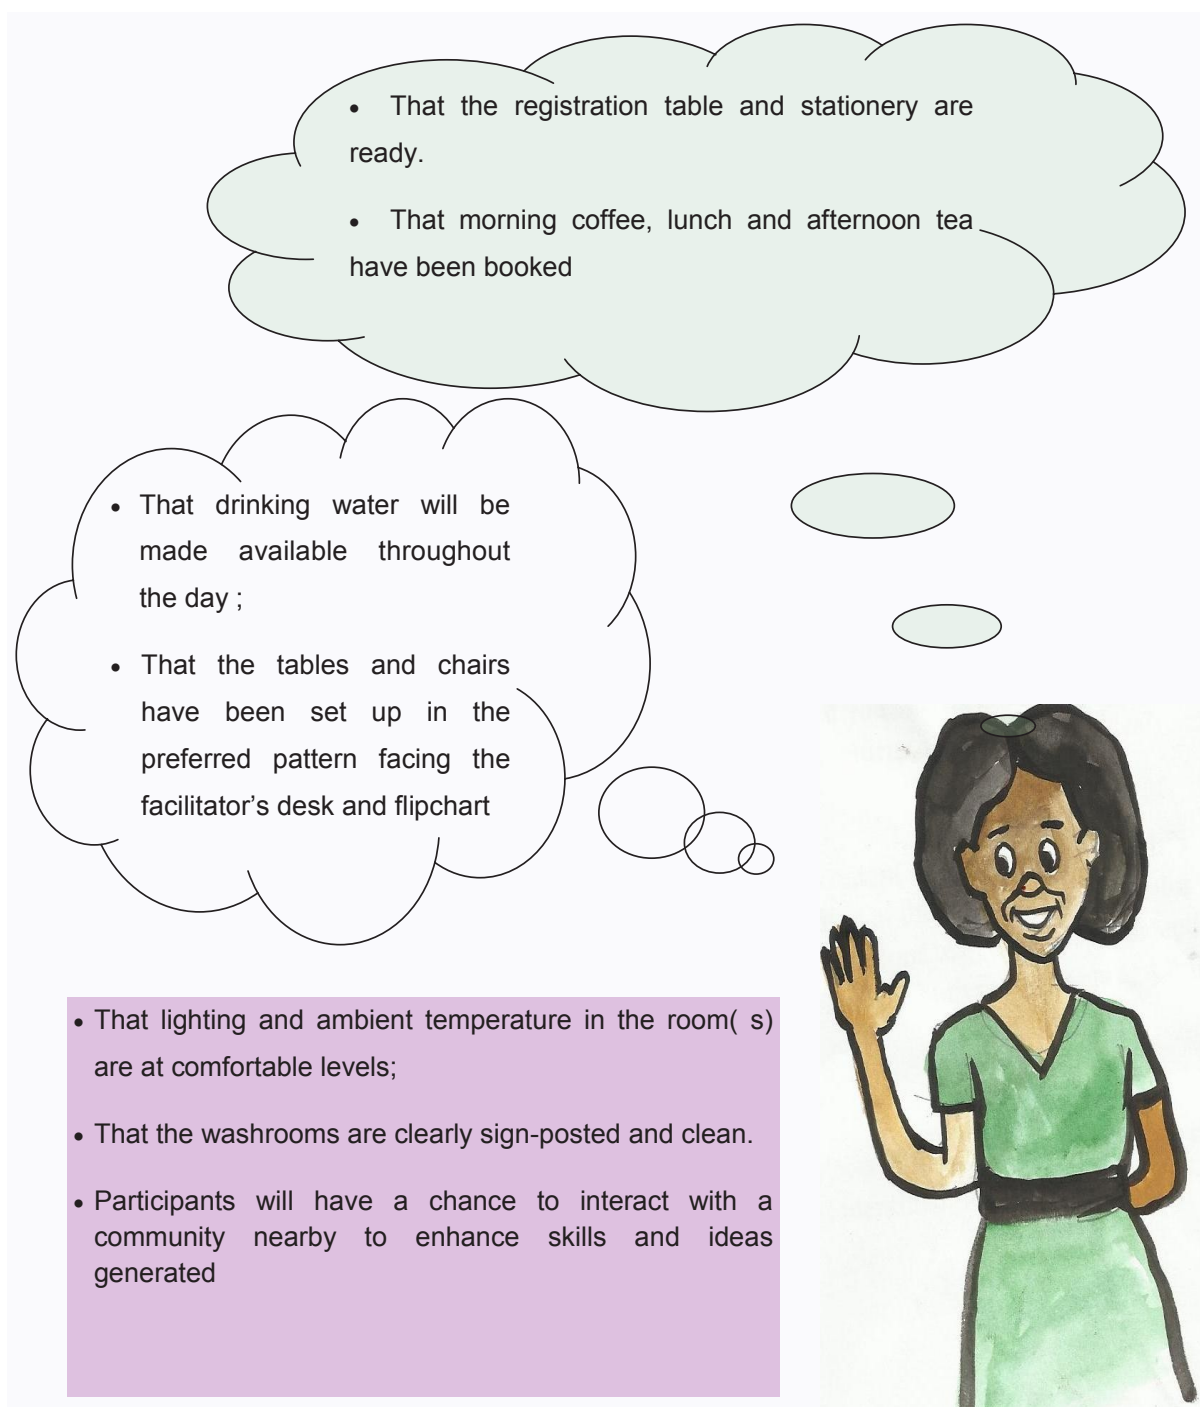 • That the registration table and stationery are
ready.
• That morning coffee, lunch and afternoon tea
have been booked
• That drinking water will be
made available throughout
the day ;
• That the tables and chairs
have been set up in the
preferred pattern facing the
facilitator’s desk and flipchart
• That lighting and ambient temperature in the room( s)
are at comfortable levels;
• That the washrooms are clearly sign-posted and clean.
• Participants will have a chance to interact with a
community nearby to enhance skills and ideas
generated